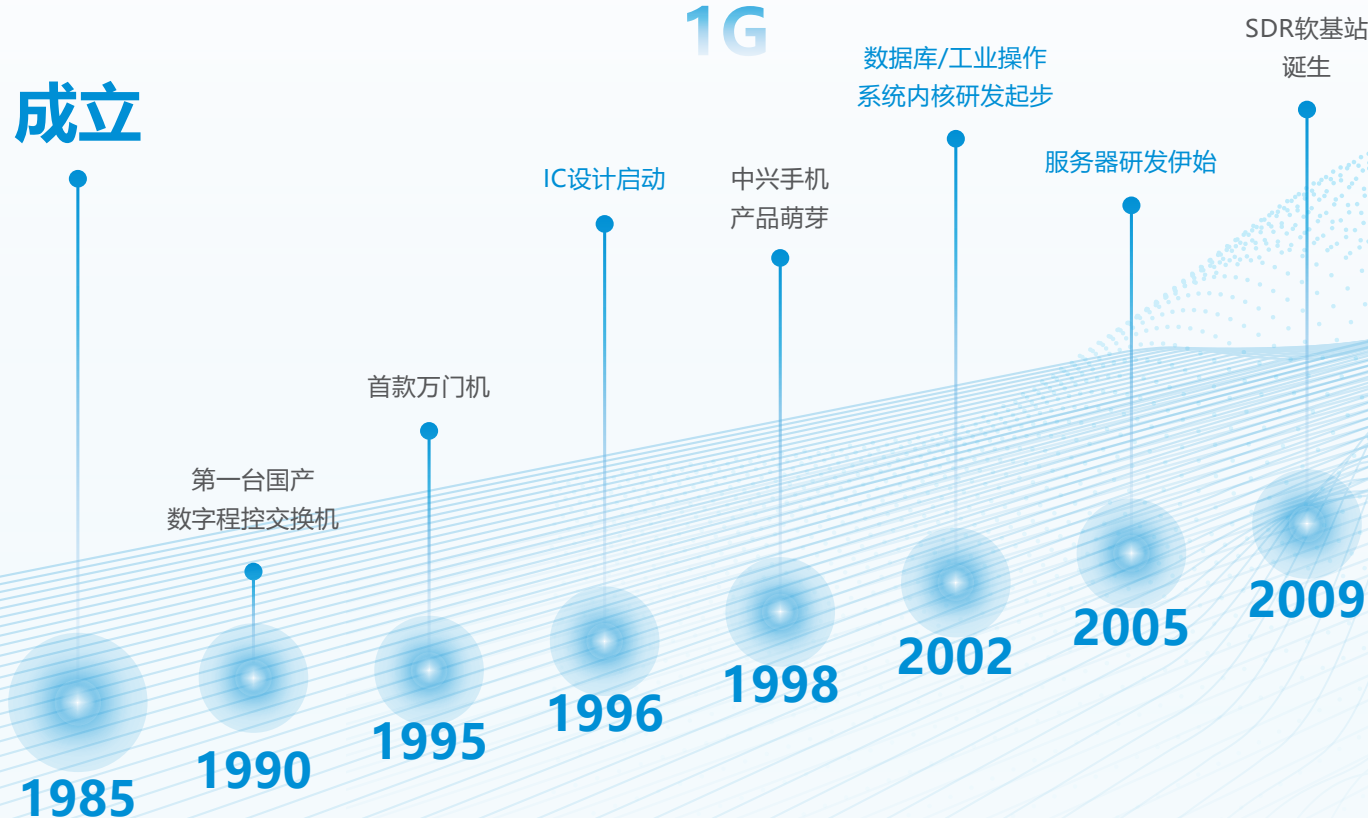 1G
SDR软基站
诞生
数据库/工业操作
系统内核研发起步
成立
服务器研发伊始
IC设计启动
中兴手机
产品萌芽
首款万门机
第一台国产
数字程控交换机
1985
1990
1995
1996
1998
2002
2005
2009